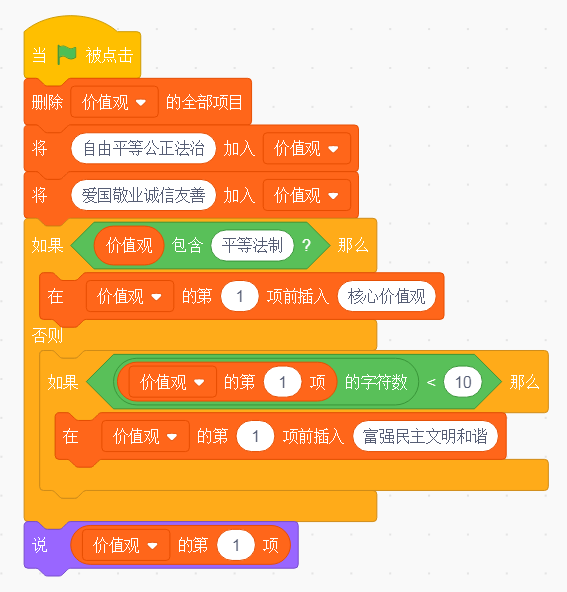 当 被点击
删除 价值观 的全部项目
将 自由平等公正法治 加入 价值观
将 爱国敬业诚信友善 加入 价值观
如果 价值观 包含 平等法制 ? 那么
在 价值观 的第 1 项前插入 核心价值观
否则
如果 价值观 的第 1 项 的字符数 < 10 那么
在 价值观 的第 1 项前插入 富强民主文明和谐
说 价值观 的第 1 项